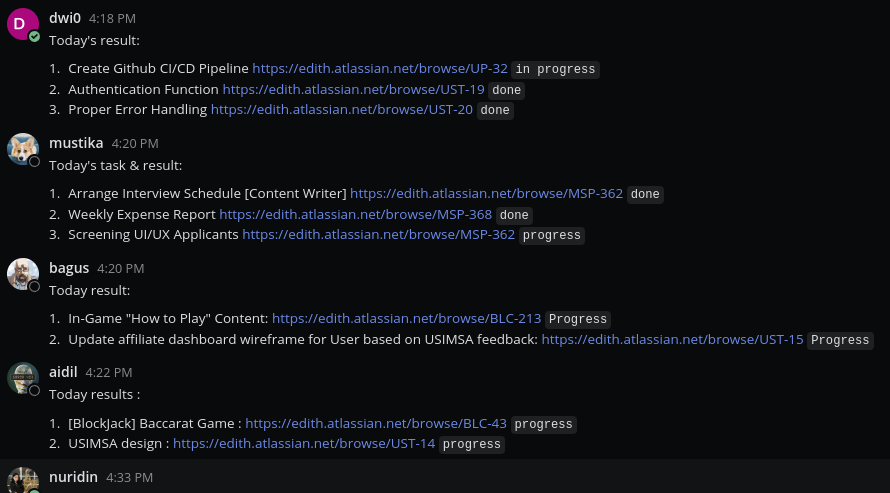 D
dwi0 4:18 PM
Today's result:
1. Create Github CI/CD Pipeline https://edith.atlassian.net/browse/UP-32 in progress
2. Authentication Function https://edith.atlassian.net/browse/UST-19 done
3. Proper Error Handling https://edith.atlassian.net/browse/UST-20 done
mustika 4:20 PM
Today's task & result:
1. Arrange Interview Schedule [Content Writer] https://edith.atlassian.net/browse/MSP-362 done
2. Weekly Expense Report https://edith.atlassian.net/browse/MSP-368 done
3. Screening UI/UX Applicants https://edith.atlassian.net/browse/MSP-362 progress
bagus 4:20 PM
Today result:
1. In-Game "How to Play" Content: https://edith.atlassian.net/browse/BLC-213 Progress
2. Update affiliate dashboard wireframe for User based on USIMSA feedback: https://edith.atlassian.net/browse/UST-15 Progress
aidil 4:22 PM
Today results :
1. [BlockJack] Baccarat Game : https://edith.atlassian.net/browse/BLC-43 progress
2. USIMSA design : https://edith.atlassian.net/browse/UST-14 progress
nuridin 4:33 PM